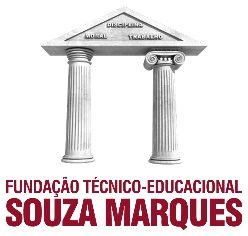 DISCIPLINA
MORAL TRABALHO
FUNDAÇÃO TÉCNICO-EDUCACIONAL
SOUZA MARQUES